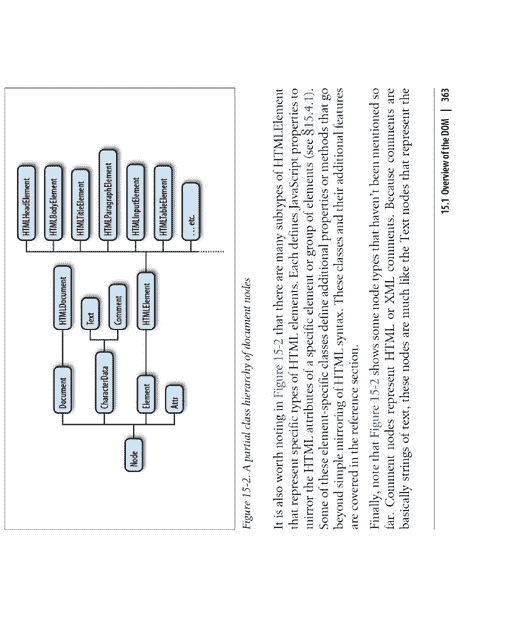 HTMLHeadElement
HTMLBodyElement
HTMLTitleElement
HTMLParagraphElement
HTMLInputElement
HTMLTableElement
... etc.
HTMLDocument
Text
Comment
HTMLElement
Document
CharacterData
Element
Attr
Node
Figure 15-2. A partial class hierarchy of document nodes
It is also worth noting in Figure 15-2 that there are many subtypes of HTMLElement
that represent specific types of HTML elements. Each defines JavaScript properties to
mirror the HTML attributes of a specific element or group of elements (see §15.4.1).
Some of these element-specific classes define additional properties or methods that go
beyond simple mirroring of HTML syntax. These classes and their additional features
are covered in the reference section.
Finally, note that Figure 15-2 shows some node types that haven't been mentioned so
far. Comment nodes represent HTML or XML comments. Because comments are
basically strings of text, these nodes are much like the Text nodes that represent the
15.1 Overview of the DOM | 363